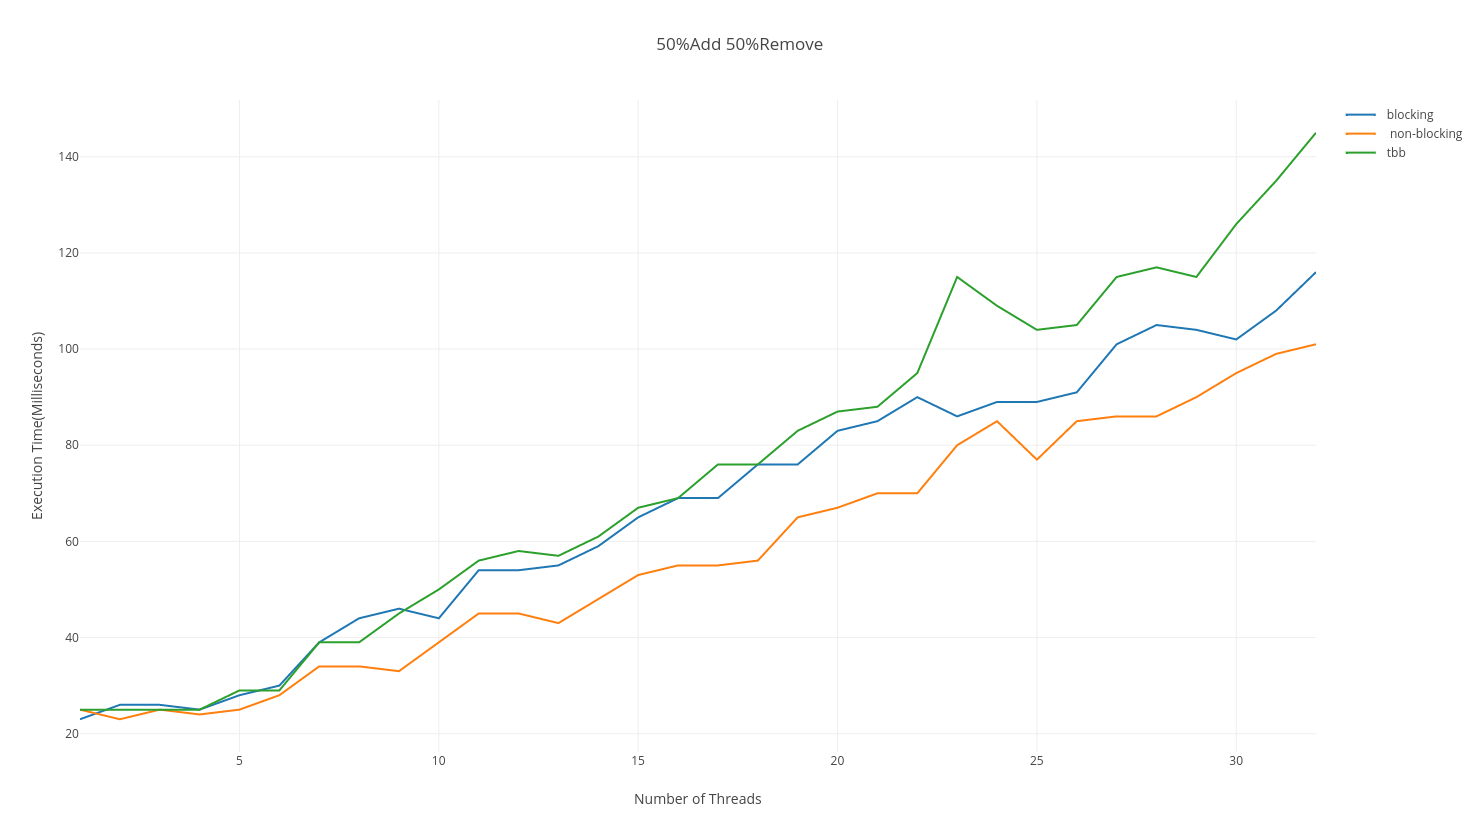 50%Add 50%Remove
blocking
non-blocking
tbb
Execution Time(Milliseconds)
140
120
100
80
60
40
20
5 10 15 20 25 30
Number of Threads